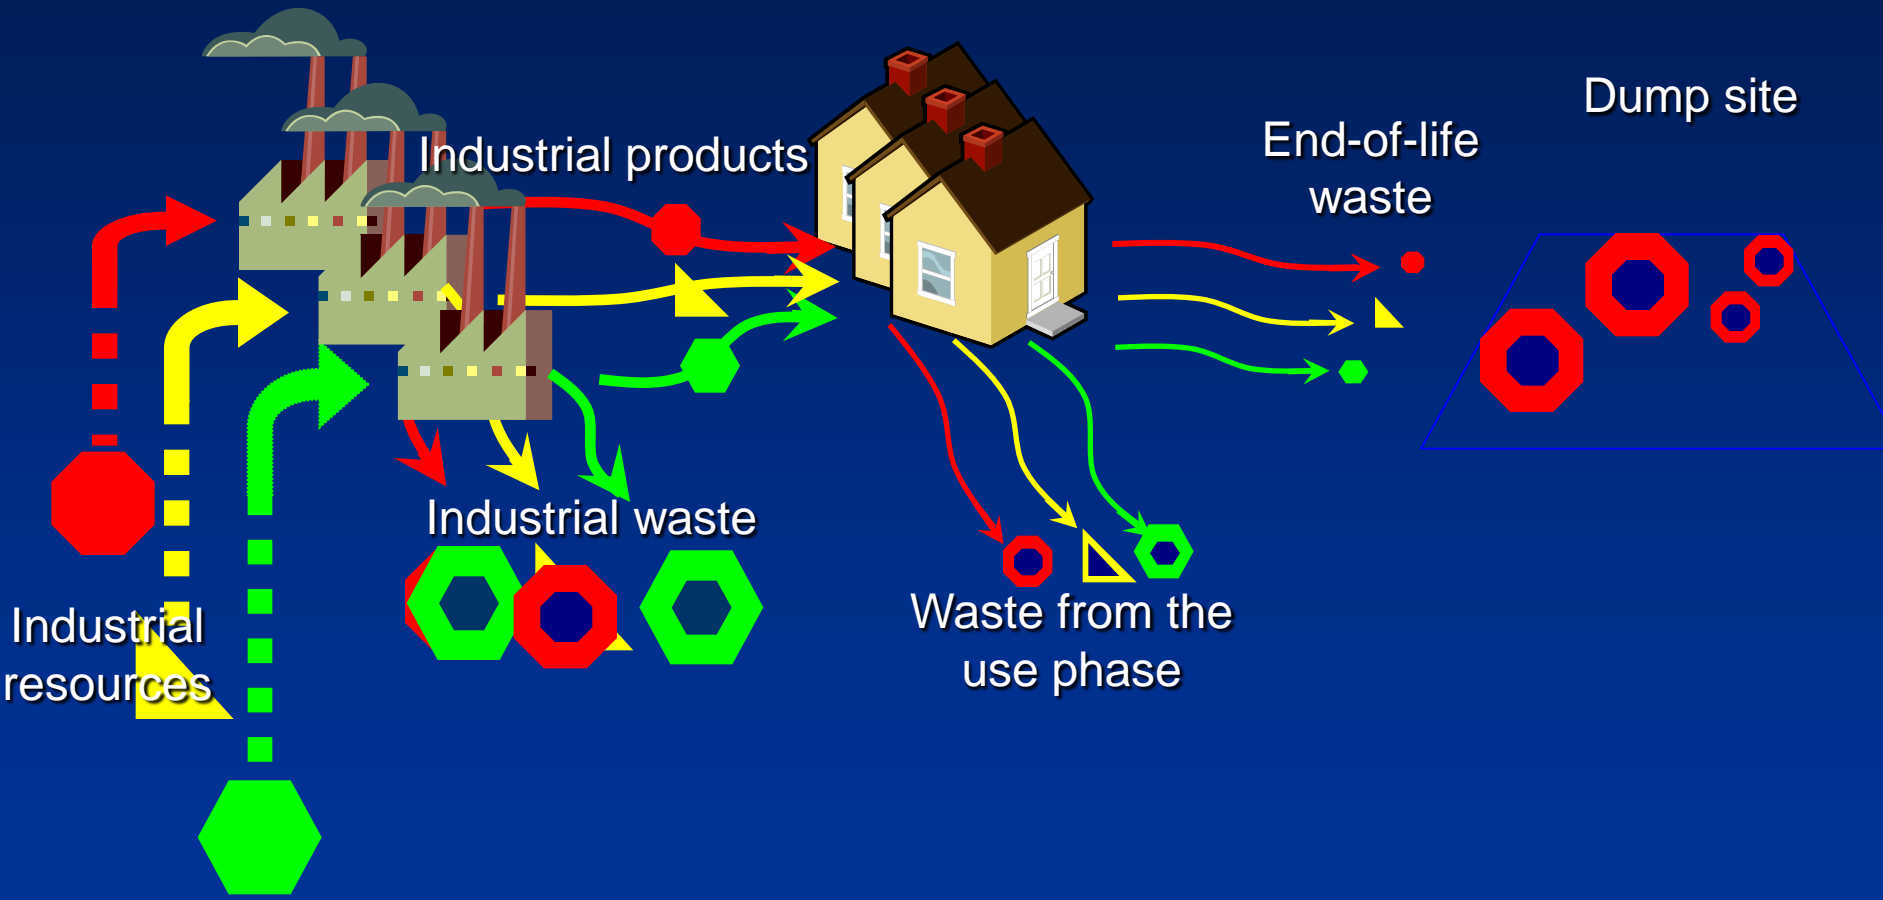 Industrial products
Dump site
End-of-life
waste
Industrial waste
Industrial
resources
Waste from the
use phase